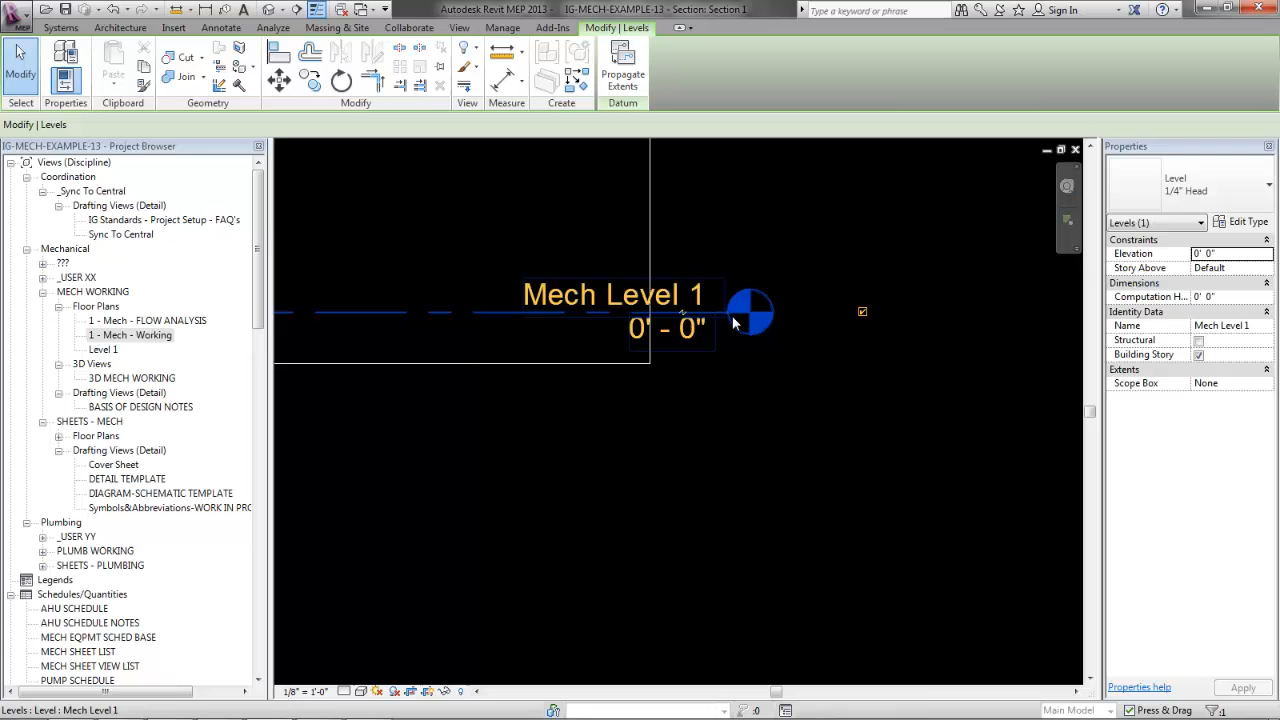 Autodesk Revit MEP 2013 - IG-MECH-EXAMPLE-13 - Section: Section 1
Type a keyword or phrase
Sign In
Systems Architecture Insert Annotate Analyze Massing & Site Collaborate View Manage Add-Ins Modify | Levels
MEP
Modify
Paste
Cut
Join
Propagate
Extents
Select Properties Clipboard Geometry Modify View Measure Create Datum
Modify | Levels
IG-MECH-EXAMPLE-13 - Project Browser
Views (Discipline)
Coordination
_Sync To Central
Drafting Views (Detail)
IG Standards - Project Setup - FAQ's
Sync To Central
Mechanical
???
_USER XX
MECH WORKING
Floor Plans
1 - Mech - FLOW ANALYSIS
1 - Mech - Working
Level 1
3D Views
3D MECH WORKING
Drafting Views (Detail)
BASIS OF DESIGN NOTES
SHEETS - MECH
Floor Plans
Drafting Views (Detail)
Cover Sheet
DETAIL TEMPLATE
DIAGRAM-SCHEMATIC TEMPLATE
Symbols&Abbreviations-WORK IN PRO
Plumbing
_USER YY
PLUMB WORKING
SHEETS - PLUMBING
Legends
Schedules/Quantities
AHU SCHEDULE
AHU SCHEDULE NOTES
MECH EQPMT SCHED BASE
MECH SHEET LIST
MECH SHEET VIEW LIST
PUMP SCHEDULE
Mech Level 1
0' - 0"
Properties
Level
1/4" Head
Levels (1)
Edit Type
Constraints
Elevation 0' 0"
Story Above Default
Dimensions
Computation H... 0' 0"
Identity Data
Name Mech Level 1
Structural
Building Story
Extents
Scope Box None
Properties help
Apply
1/8" = 1'-0"
Levels : Level : Mech Level 1
:0
Main Model
Press & Drag
:1